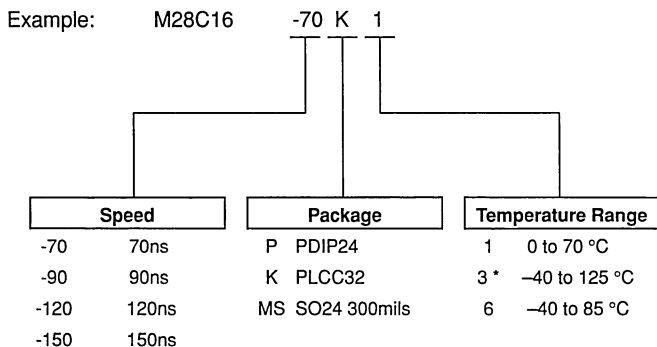 Example: M28C16 -70 K 1
Speed Package Temperature Range
-70 70ns P PDIP24 1 0 to 70 °C
-90 90ns K PLCC32 3 * –40 to 125 °C
-120 120ns MS SO24 300mils 6 –40 to 85 °C
-150 150ns